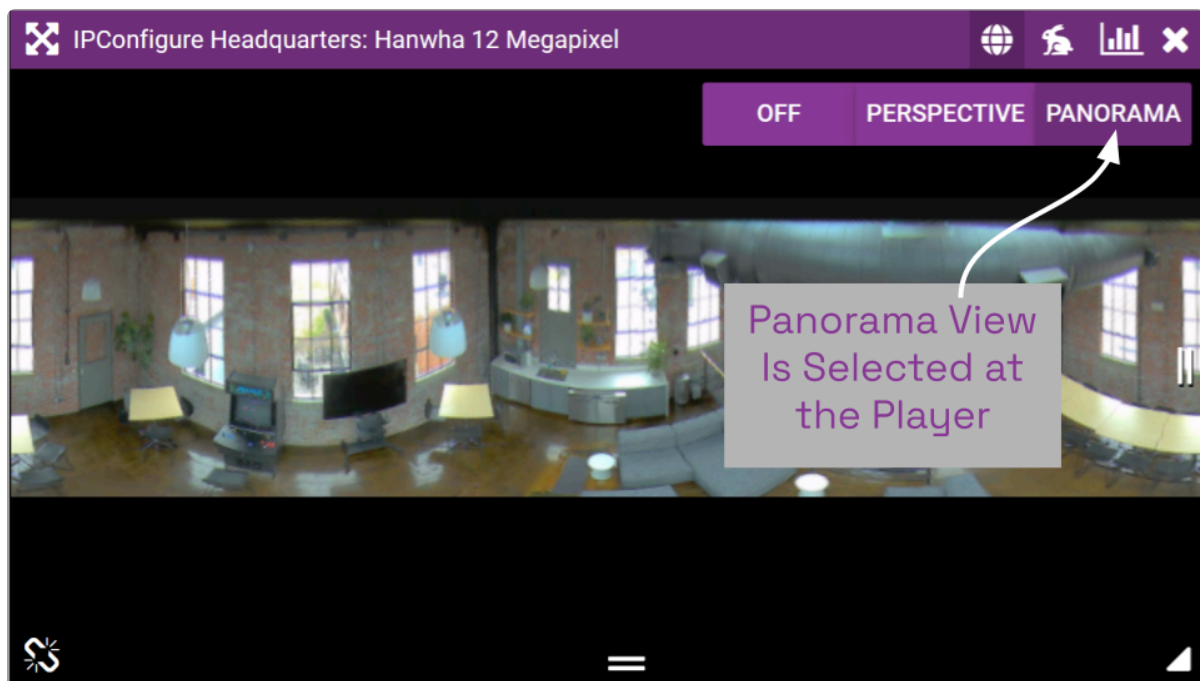 IPConfigure Headquarters: Hanwha 12 Megapixel
OFF PERSPECTIVE PANORAMA
Panorama View
Is Selected at
the Player